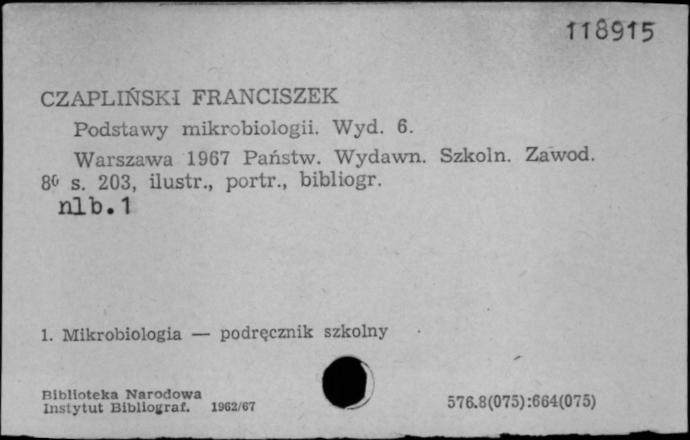 118915
CZAPLIŃSKI FRANCISZEK
Podstawy mikrobiologii. Wyd. 6.
Warszawa 1967 Państw. Wydawn. Szkoln. Zawod.
8⁰ s. 203, ilustr., portr., bibliogr.
nlb.1
1. Mikrobiologia — podręcznik szkolny
Biblioteka Narodowa
Instytut Bibliograf. 1962/67
576.8(075):664(075)